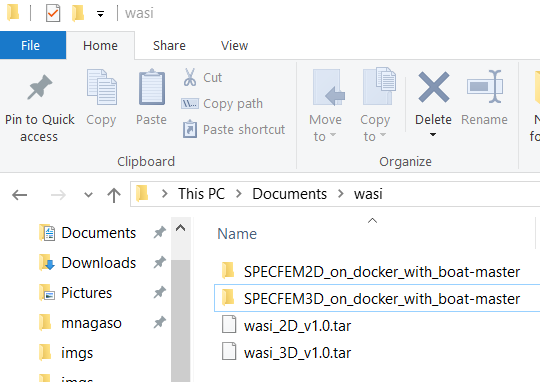 wasi
File Home Share View
Pin to Quick access
Copy
Paste
Cut
Copy path
Paste shortcut
Move to
Copy to
Delete
Rename
Clipboard
Organize
This PC > Documents > wasi
Documents
Downloads
Pictures
mnagaso
imgs
Name
SPECFEM2D_on_docker_with_boat-master
SPECFEM3D_on_docker_with_boat-master
wasi_2D_v1.0.tar
wasi_3D_v1.0.tar